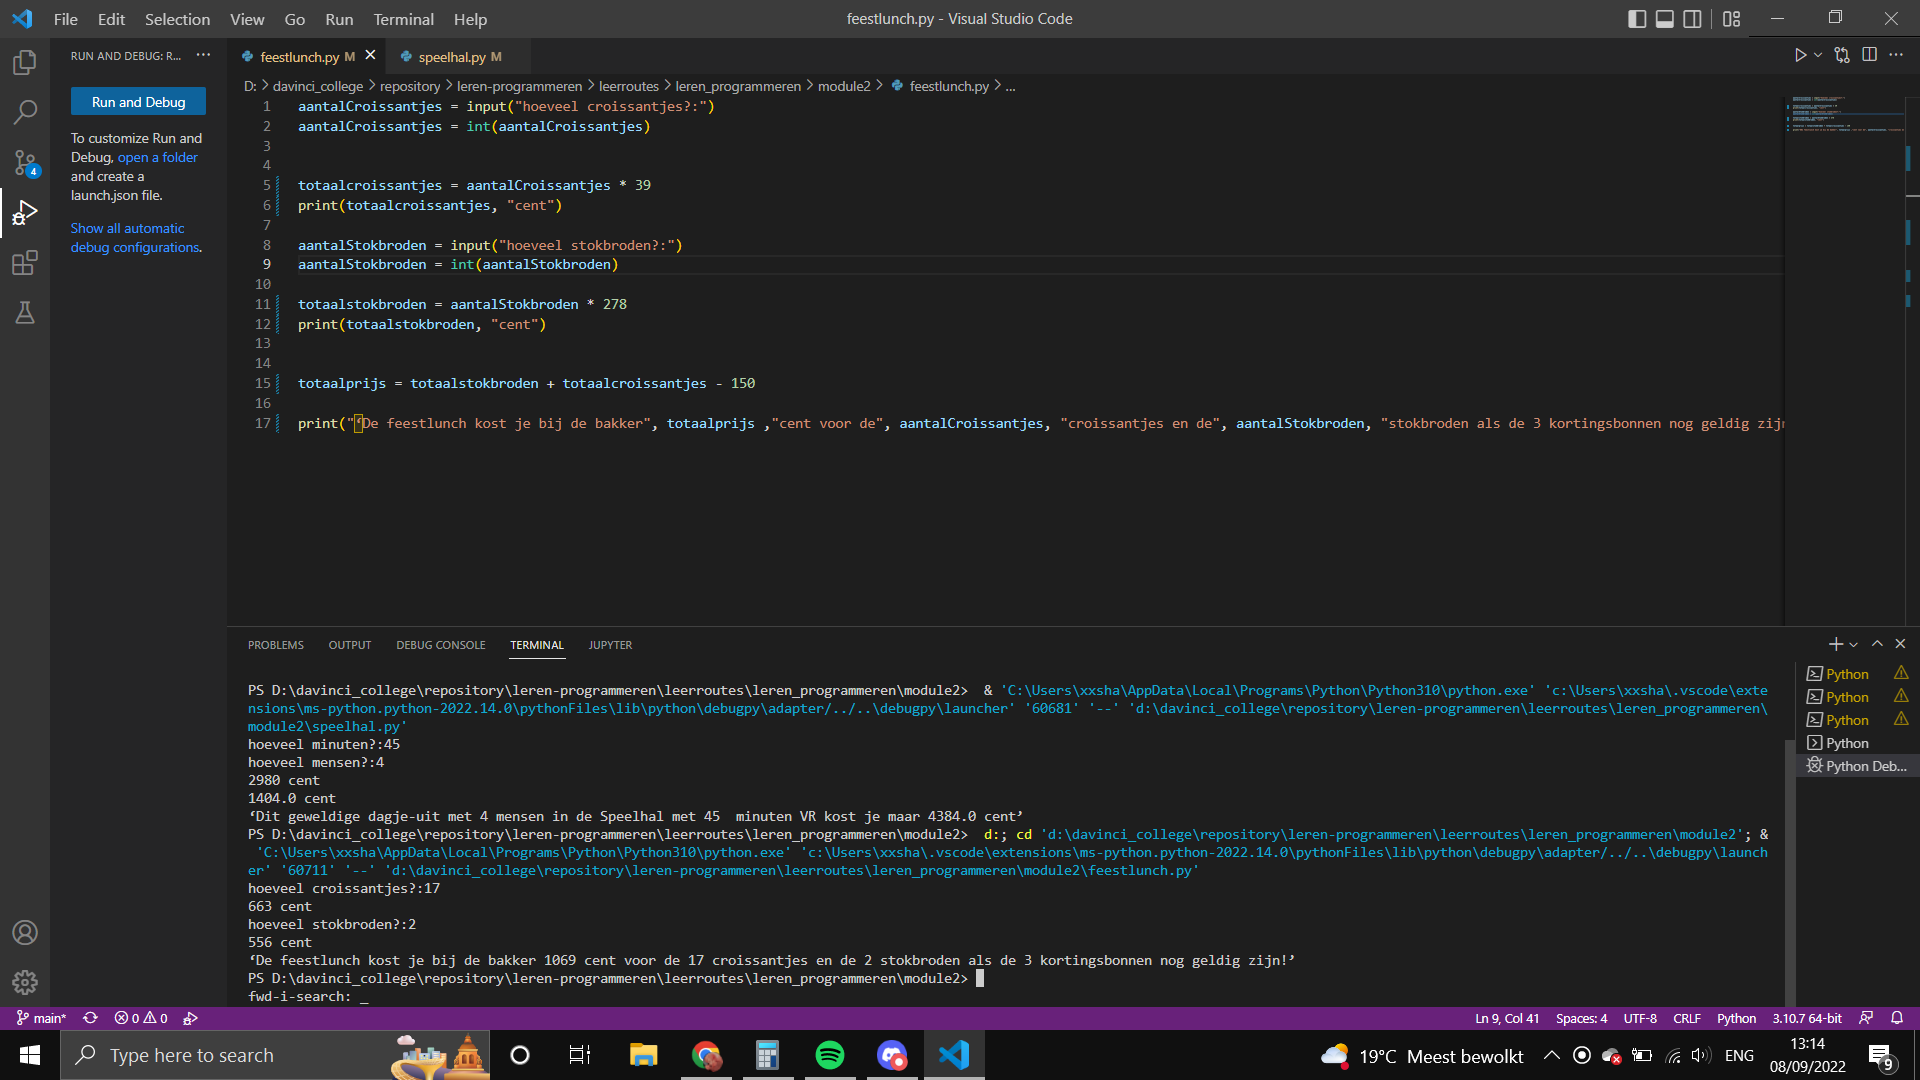 File Edit Selection View Go Run Terminal Help
feestlunch.py - Visual Studio Code
RUN AND DEBUG: R...
feestlunch.py M
speelhal.py M
D: > davinci_college > repository > leren-programmeren > leerroutes > leren_programmeren > module2 > feestlunch.py > ...
Run and Debug
To customize Run and
Debug, open a folder
and create a
launch.json file.
Show all automatic
debug configurations.
4
1 aantalCroissantjes = input("hoeveel croissantjes?:")
2 aantalCroissantjes = int(aantalCroissantjes)
3
4
5 totaalcroissantjes = aantalCroissantjes * 39
6 print(totaalcroissantjes, "cent")
7
8 aantalStokbroden = input("hoeveel stokbroden?:")
9 aantalStokbroden = int(aantalStokbroden)
10
11 totaalstokbroden = aantalStokbroden * 278
12 print(totaalstokbroden, "cent")
13
14
15 totaalprijs = totaalstokbroden + totaalcroissantjes - 150
16
17 print("‘De feestlunch kost je bij de bakker", totaalprijs ,"cent voor de", aantalCroissantjes, "croissantjes en de", aantalStokbroden, "stokbroden als de 3 kortingsbonnen nog geldig zijn
PROBLEMS OUTPUT DEBUG CONSOLE TERMINAL JUPYTER
PS D:\davinci_college\repository\leren-programmeren\leerroutes\leren_programmeren\module2>  & 'C:\Users\xxsha\AppData\Local\Programs\Python\Python310\python.exe' 'c:\Users\xxsha\.vscode\exte
nsions\ms-python.python-2022.14.0\pythonFiles\lib\python\debugpy\adapter/../..\debugpy\launcher' '60681' '--' 'd:\davinci_college\repository\leren-programmeren\leerroutes\leren_programmeren\
module2\speelhal.py'
hoeveel minuten?:45
hoeveel mensen?:4
2980 cent
1404.0 cent
‘Dit geweldige dagje-uit met 4 mensen in de Speelhal met 45  minuten VR kost je maar 4384.0 cent’
PS D:\davinci_college\repository\leren-programmeren\leerroutes\leren_programmeren\module2>  d:; cd 'd:\davinci_college\repository\leren-programmeren\leerroutes\leren_programmeren\module2'; &
'C:\Users\xxsha\AppData\Local\Programs\Python\Python310\python.exe' 'c:\Users\xxsha\.vscode\extensions\ms-python.python-2022.14.0\pythonFiles\lib\python\debugpy\adapter/../..\debugpy\launch
er' '60711' '--' 'd:\davinci_college\repository\leren-programmeren\leerroutes\leren_programmeren\module2\feestlunch.py'
hoeveel croissantjes?:17
663 cent
hoeveel stokbroden?:2
556 cent
‘De feestlunch kost je bij de bakker 1069 cent voor de 17 croissantjes en de 2 stokbroden als de 3 kortingsbonnen nog geldig zijn!’
PS D:\davinci_college\repository\leren-programmeren\leerroutes\leren_programmeren\module2>
fwd-i-search: _
Python
Python
Python
Python
Python Deb...
main* 0 0
Ln 9, Col 41 Spaces: 4 UTF-8 CRLF Python 3.10.7 64-bit
Type here to search
19°C Meest bewolkt
ENG
13:14
08/09/2022
9